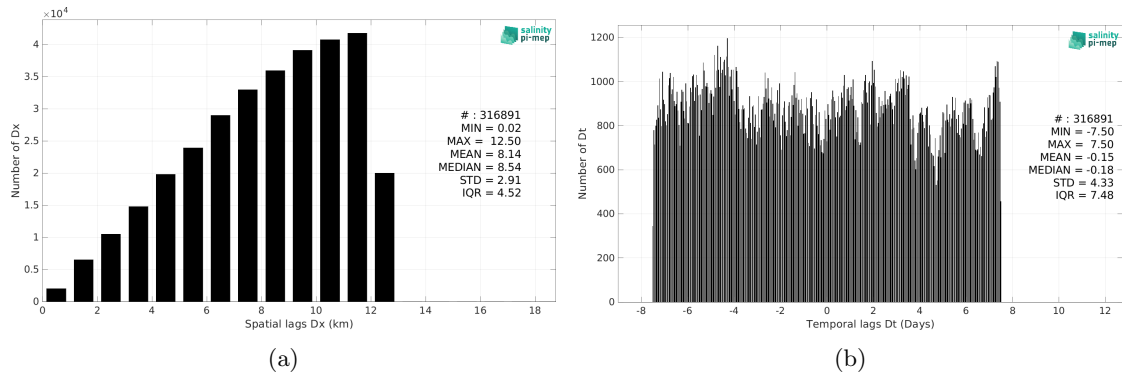 ×10^4
4
3.5
3
2.5
2
1.5
1
0.5
0
Number of Dx
0 2 4 6 8 10 12 14 16 18
Spatial lags Dx (km)
salinity
pi-mep
# : 316891
MIN = 0.02
MAX = 12.50
MEAN = 8.14
MEDIAN = 8.54
STD = 2.91
IQR = 4.52
(a)
1200
1000
800
600
400
200
0
Number of Dt
-8 -6 -4 -2 0 2 4 6 8 10 12
Temporal lags Dt (Days)
salinity
pi-mep
# : 316891
MIN = -7.50
MAX = 7.50
MEAN = -0.15
MEDIAN = -0.18
STD = 4.33
IQR = 7.48
(b)